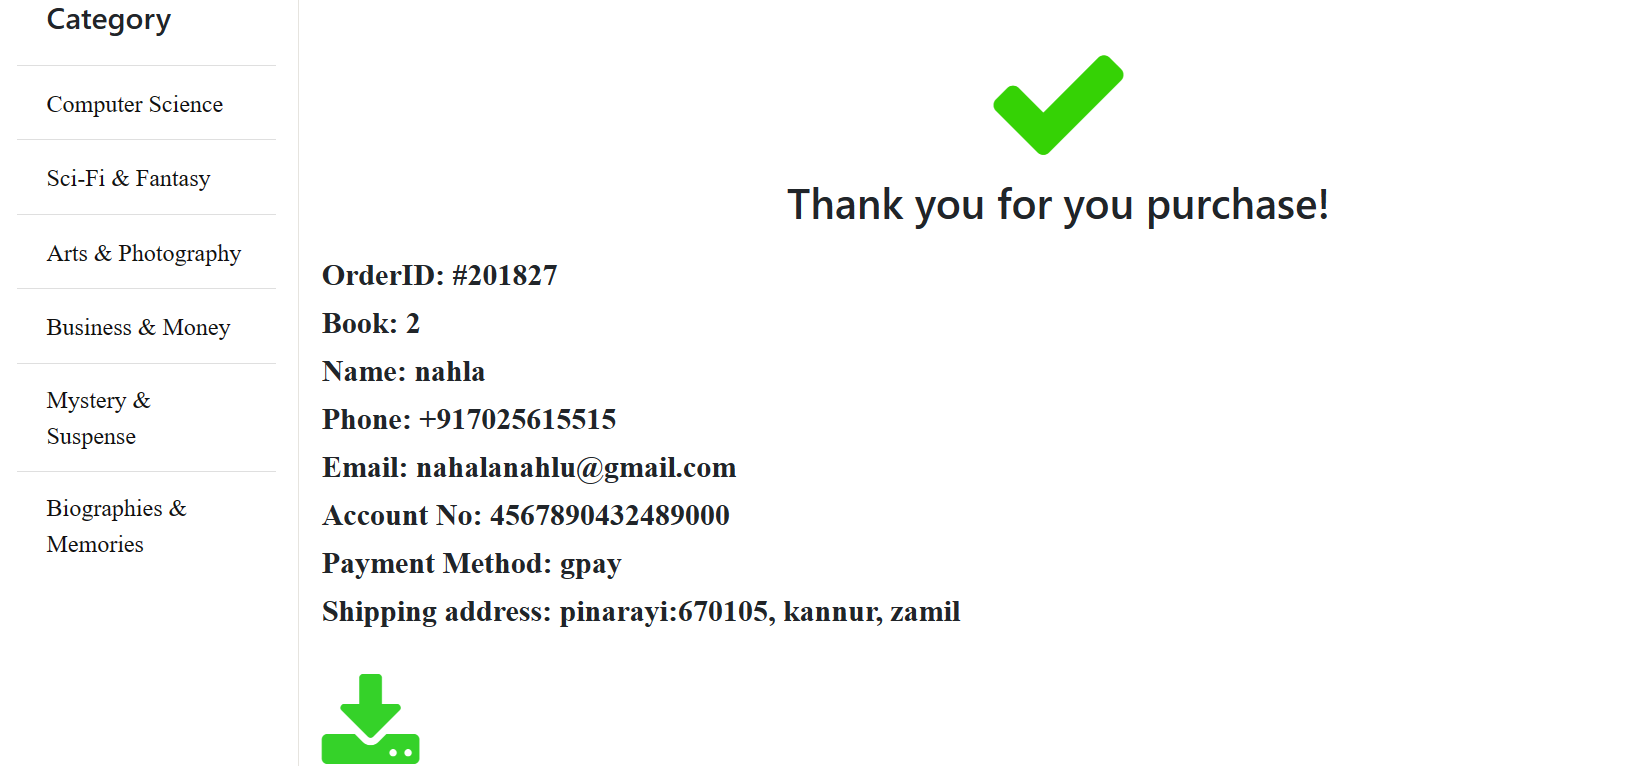 Category
Computer Science
Sci-Fi & Fantasy
Arts & Photography
Business & Money
Mystery &
Suspense
Biographies &
Memories
Thank you for you purchase!
OrderID: #201827
Book: 2
Name: nahla
Phone: +917025615515
Email: nahalanahlu@gmail.com
Account No: 4567890432489000
Payment Method: gpay
Shipping address: pinarayi:670105, kannur, zamil